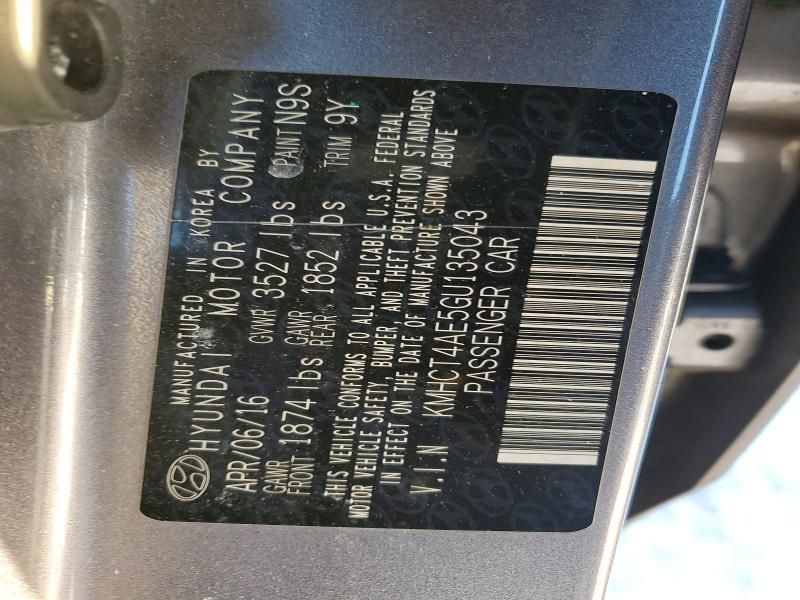 MANUFACTURED IN KOREA BY
HYUNDAI MOTOR COMPANY
APR/06/16 GVWR 3527 lbs PAINT N9S
GAWR FRONT 1874 lbs GAWR REAR 1852 lbs TRIM 9Y
THIS VEHICLE CONFORMS TO ALL APPLICABLE U.S.A. FEDERAL
MOTOR VEHICLE SAFETY, BUMPER, AND THEFT PREVENTION STANDARDS
IN EFFECT ON THE DATE OF MANUFACTURE SHOWN ABOVE
V.I.N KMHCT4AE5GU135043
PASSENGER CAR